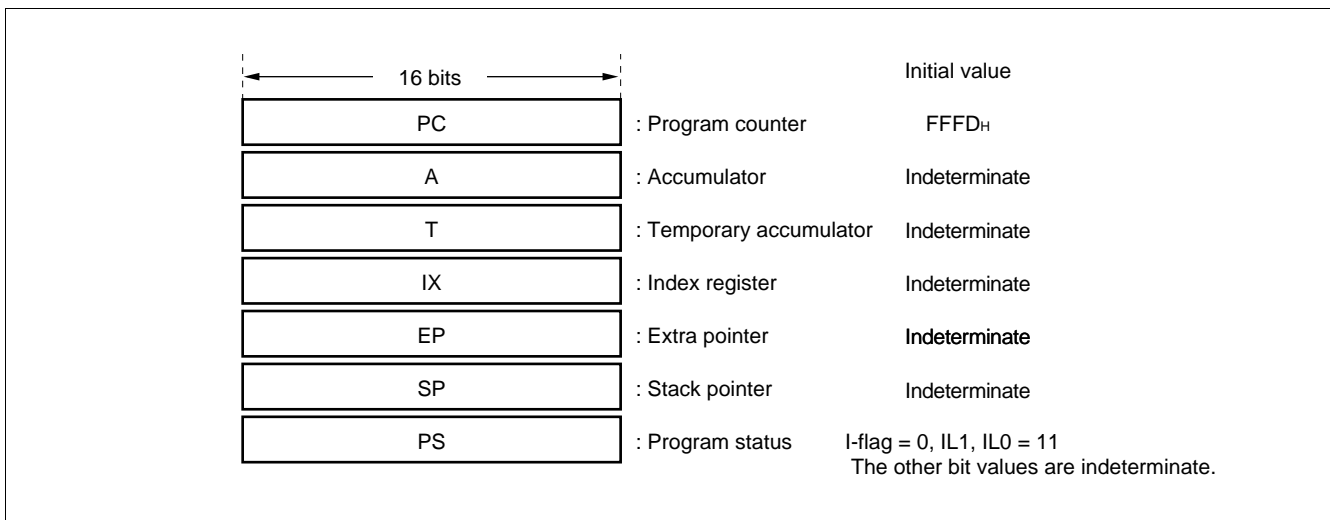 16 bits Initial value
PC : Program counter FFFDH
A : Accumulator Indeterminate
T : Temporary accumulator Indeterminate
IX : Index register Indeterminate
EP : Extra pointer Indeterminate
SP : Stack pointer Indeterminate
PS : Program status I-flag = 0, IL1, IL0 = 11
The other bit values are indeterminate.